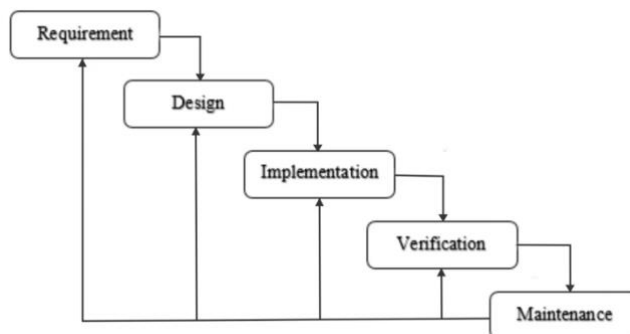 Requirement
Design
Implementation
Verification
Maintenance